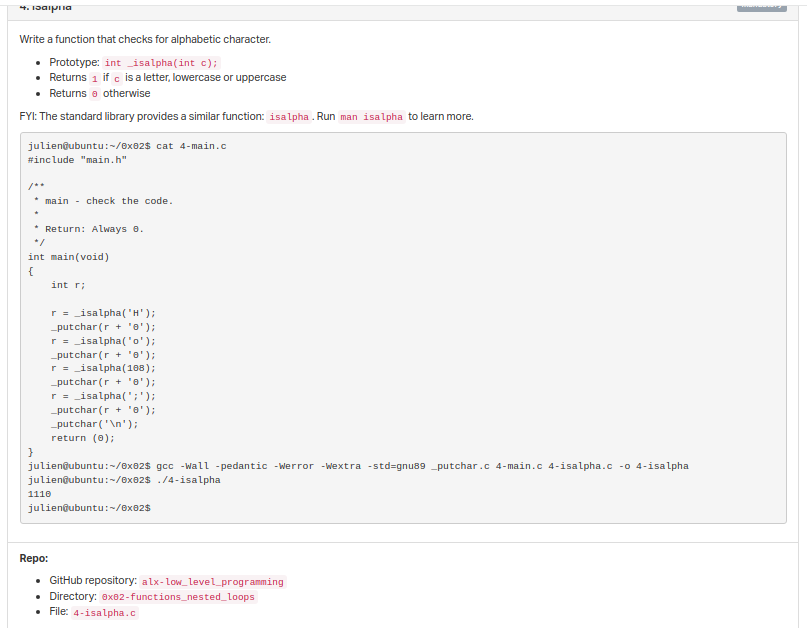 4. isalpha
mandatory
Write a function that checks for alphabetic character.
Prototype: int _isalpha(int c);
Returns 1 if c is a letter, lowercase or uppercase
Returns 0 otherwise
FYI: The standard library provides a similar function: isalpha. Run man isalpha to learn more.
julien@ubuntu:~/0x02$ cat 4-main.c
#include "main.h"
/**
 * main - check the code.
 *
 * Return: Always 0.
 */
int main(void)
{
    int r;
    r = _isalpha('H');
    _putchar(r + '0');
    r = _isalpha('o');
    _putchar(r + '0');
    r = _isalpha(108);
    _putchar(r + '0');
    r = _isalpha(';');
    _putchar(r + '0');
    _putchar('\n');
    return (0);
}
julien@ubuntu:~/0x02$ gcc -Wall -pedantic -Werror -Wextra -std=gnu89 _putchar.c 4-main.c 4-isalpha.c -o 4-isalpha
julien@ubuntu:~/0x02$ ./4-isalpha
1110
julien@ubuntu:~/0x02$
Repo:
GitHub repository: alx-low_level_programming
Directory: 0x02-functions_nested_loops
File: 4-isalpha.c